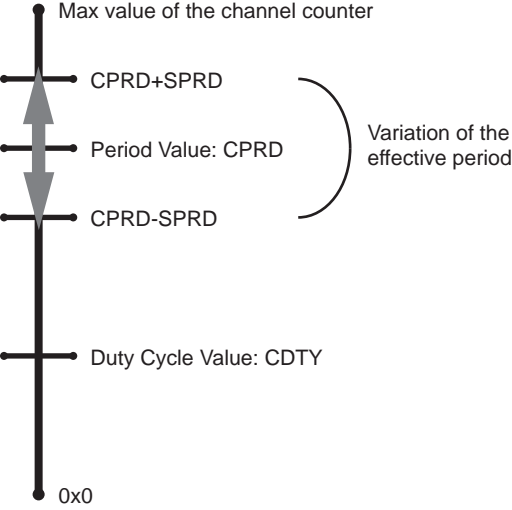 Max value of the channel counter
CPRD+SPRD
Period Value: CPRD
Variation of the
effective period
CPRD-SPRD
Duty Cycle Value: CDTY
0x0